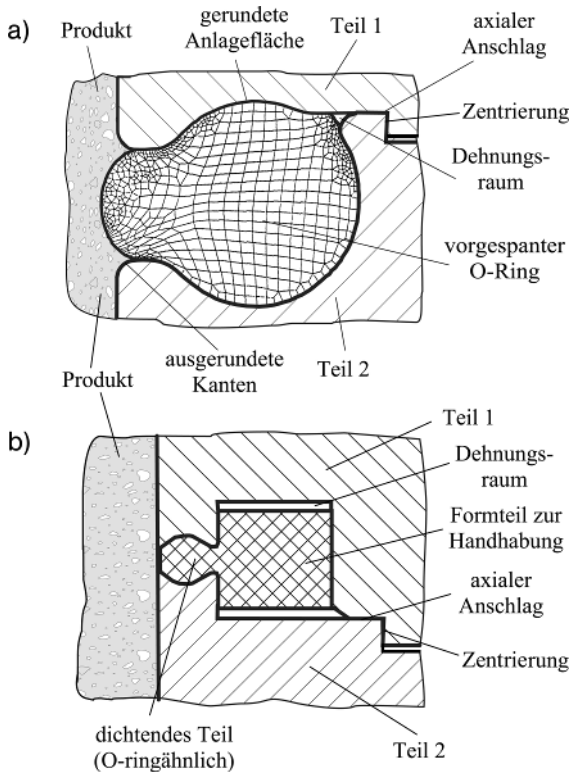 a)
Produkt
gerundete
Anlagefläche
Teil 1
axialer
Anschlag
Zentrierung
Dehnungs-
raum
vorgespanter
O-Ring
Teil 2
ausgerundete
Kanten
Produkt
b)
Teil 1
Dehnungs-
raum
Formteil zur
Handhabung
axialer
Anschlag
Zentrierung
dichtendes Teil
(O-ringähnlich)
Teil 2